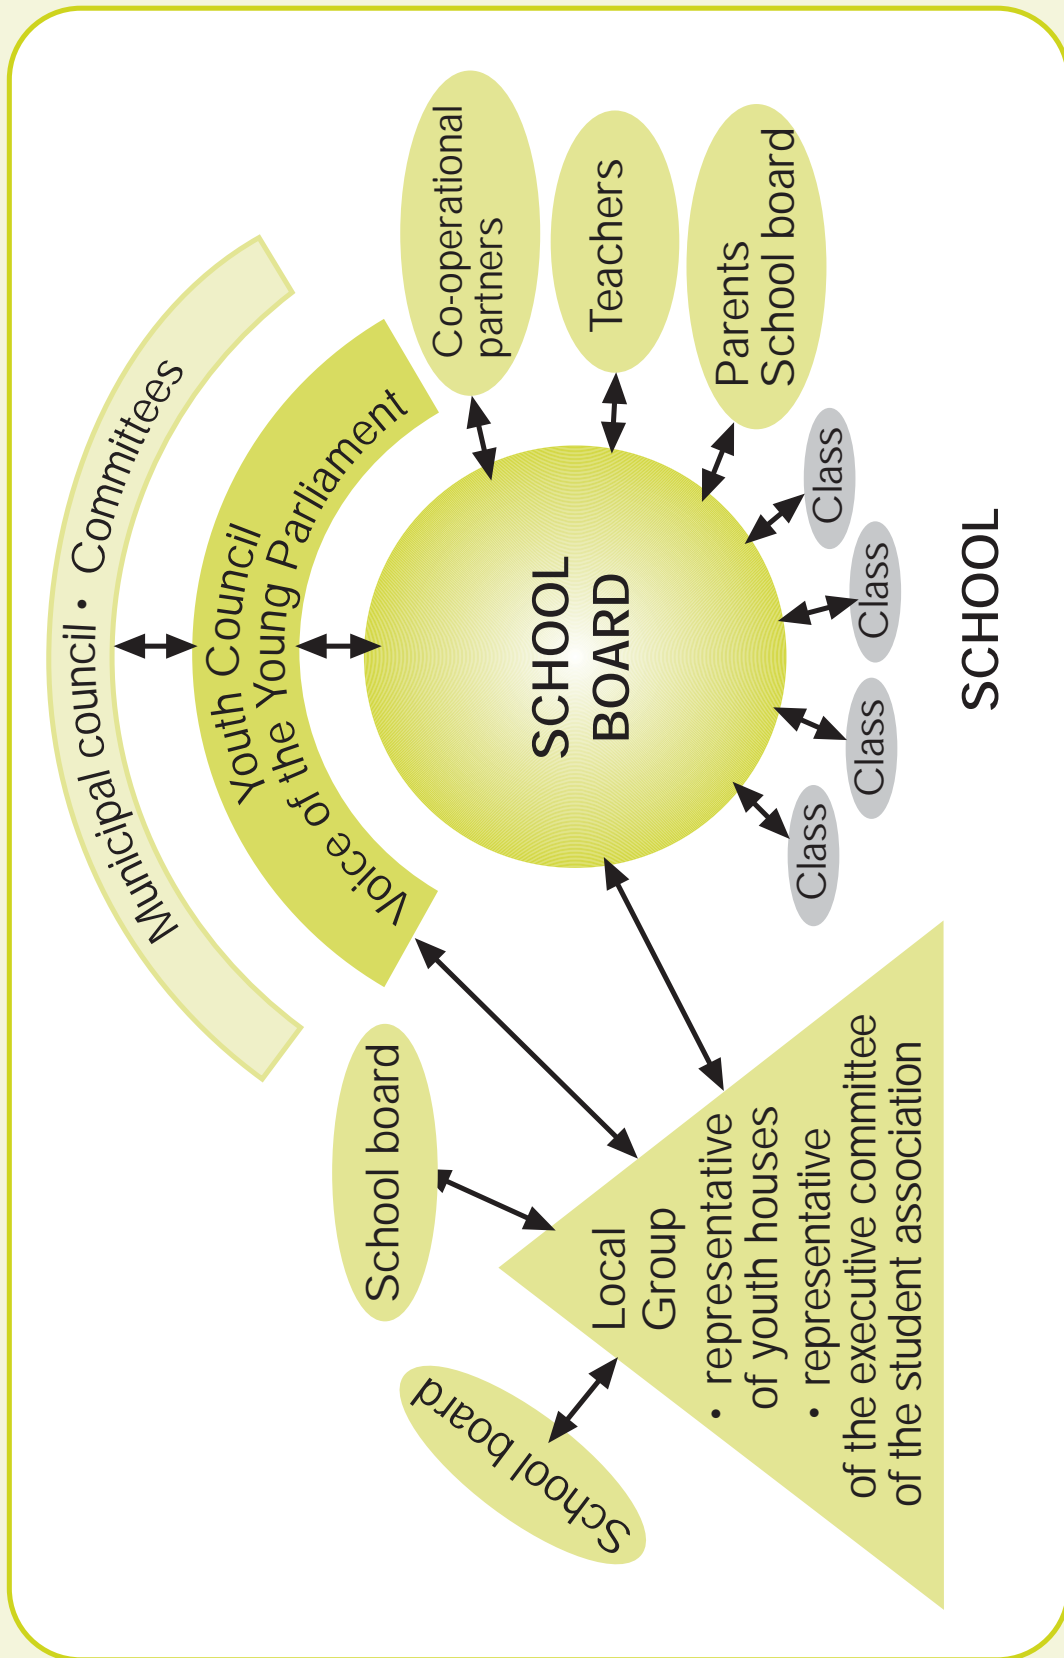 Municipal council • Committees
Youth Council
Voice of the Young Parliament
School board
School board
Local
Group
• representative
of youth houses
• representative
of the executive committee
of the student association
SCHOOL
BOARD
Co-operational
partners
Teachers
Parents
School board
Class
Class
Class
Class
SCHOOL